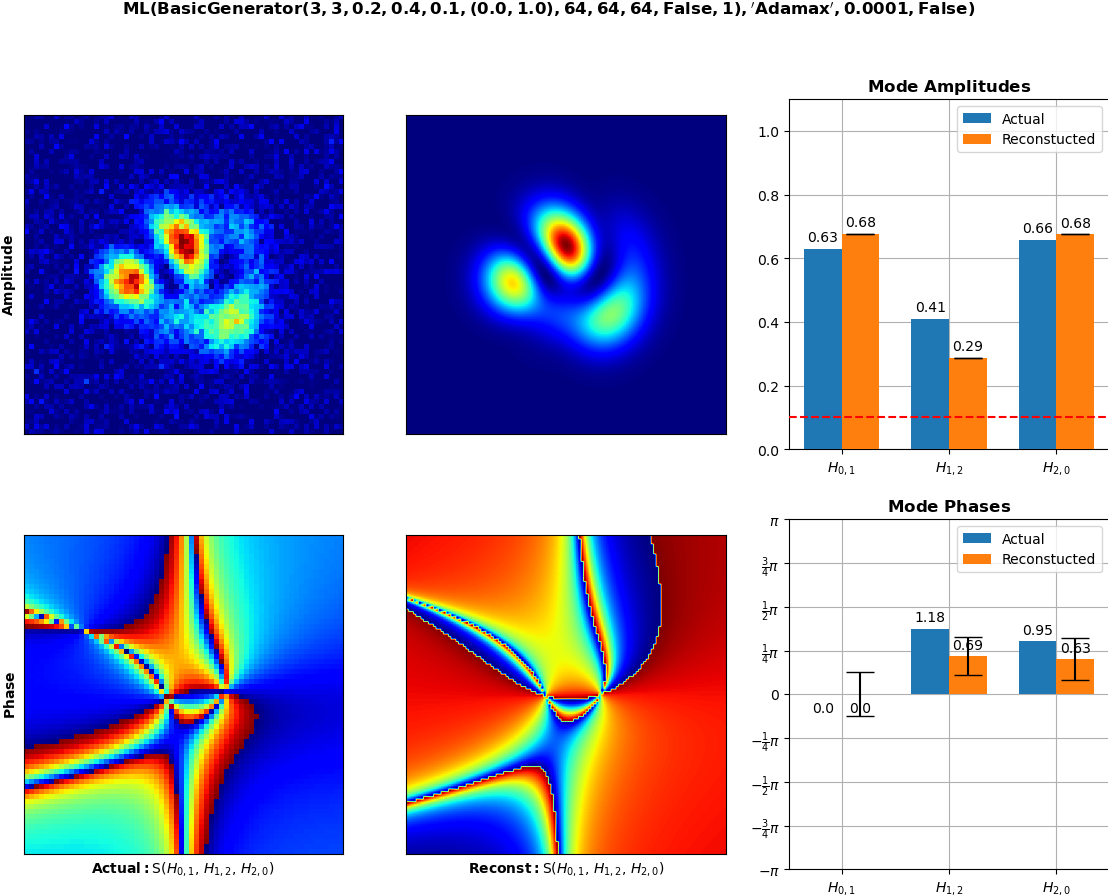 ML(BasicGenerator(3, 3, 0.2, 0.4, 0.1, (0.0, 1.0), 64, 64, 64, False, 1), ′Adamax′, 0.0001, False)
Amplitude
Mode Amplitudes
Actual
Reconstucted
1.0
0.8
0.6
0.4
0.2
0.0
0.63
0.68
0.41
0.29
0.66
0.68
H0, 1
H1, 2
H2, 0
Phase
Actual: S(H0, 1, H1, 2, H2, 0)
Reconst: S(H0, 1, H1, 2, H2, 0)
Mode Phases
Actual
Reconstucted
π
3/4π
1/2π
1/4π
0
−1/4π
−1/2π
−3/4π
−π
0.0
0.0
1.18
0.69
0.95
0.63
H0, 1
H1, 2
H2, 0